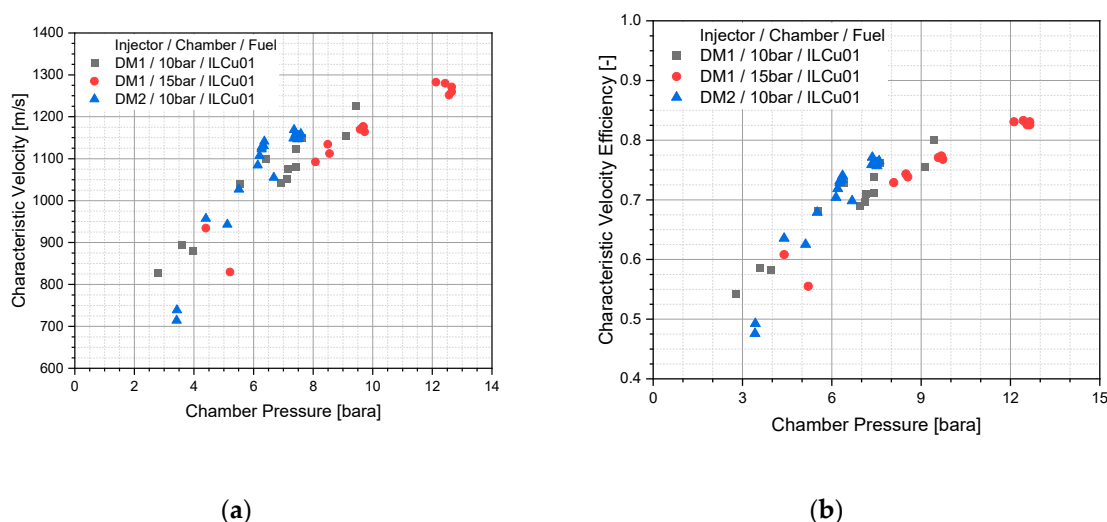 1400
1300
1200
1100
1000
900
800
700
600
Characteristic Velocity [m/s]
Injector / Chamber / Fuel
DM1 / 10bar / ILCu01
DM1 / 15bar / ILCu01
DM2 / 10bar / ILCu01
0 2 4 6 8 10 12 14
Chamber Pressure [bara]
(a)
1.0
0.9
0.8
0.7
0.6
0.5
0.4
Characteristic Velocity Efficiency [-]
Injector / Chamber / Fuel
DM1 / 10bar / ILCu01
DM1 / 15bar / ILCu01
DM2 / 10bar / ILCu01
0 3 6 9 12 15
Chamber Pressure [bara]
(b)